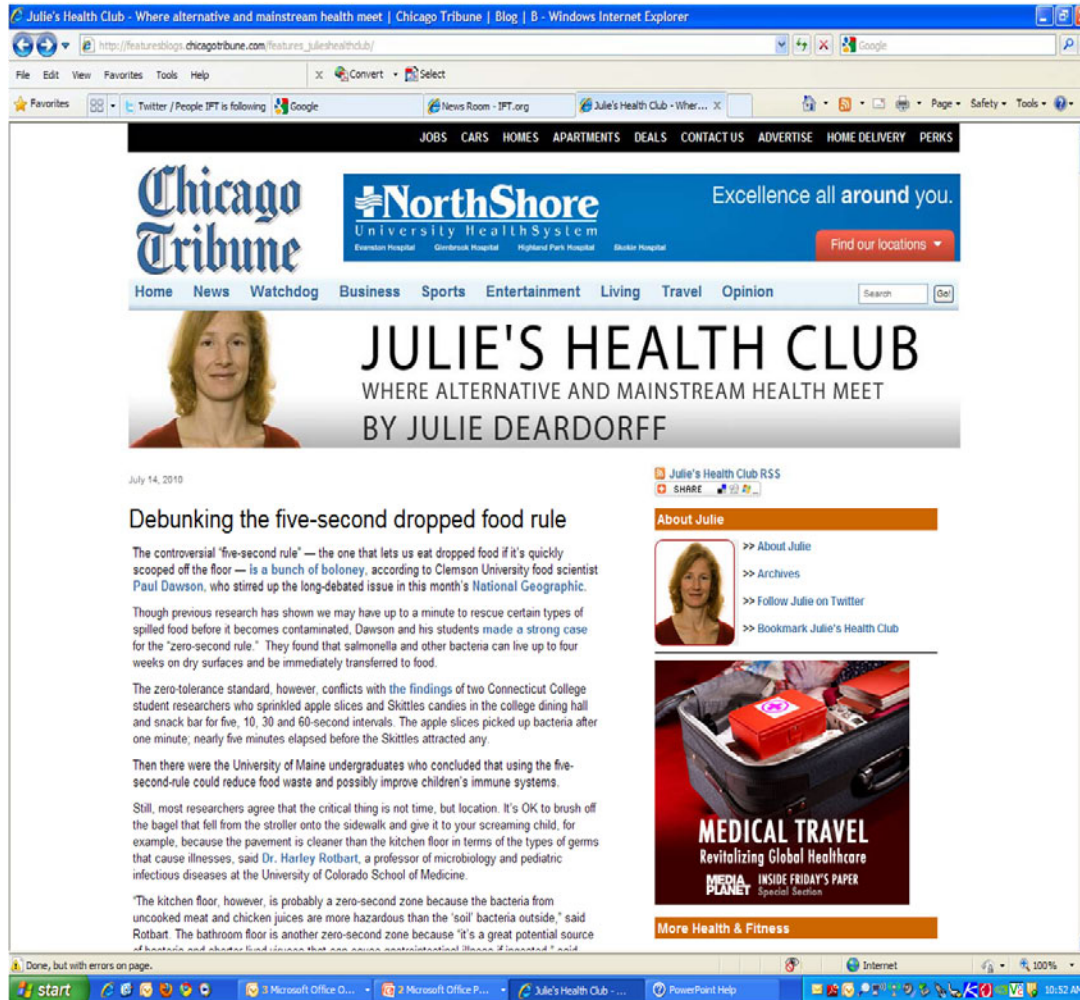 Julie's Health Club - Where alternative and mainstream health meet | Chicago Tribune | Blog | B - Windows Internet Explorer
http://featuresblogs.chicagotribune.com/features_julieshealthclub/
Google
File Edit View Favorites Tools Help
X Convert Select
Favorites
Twitter / People IFT is following
Google
News Room - IFT.org
Julie's Health Club - Wher... X
Page Safety Tools
JOBS CARS HOMES APARTMENTS DEALS CONTACT US ADVERTISE HOME DELIVERY PERKS
Chicago
Tribune
NorthShore
University HealthSystem
Evanston Hospital Glenbrook Hospital Highland Park Hospital Skokie Hospital
Excellence all around you.
Find our locations
Home News Watchdog Business Sports Entertainment Living Travel Opinion
Search Go!
JULIE'S HEALTH CLUB
WHERE ALTERNATIVE AND MAINSTREAM HEALTH MEET
BY JULIE DEARDORFF
July 14, 2010
Debunking the five-second dropped food rule
The controversial "five-second rule" — the one that lets us eat dropped food if it's quickly
scooped off the floor — is a bunch of boloney, according to Clemson University food scientist
Paul Dawson, who stirred up the long-debated issue in this month's National Geographic.
Though previous research has shown we may have up to a minute to rescue certain types of
spilled food before it becomes contaminated, Dawson and his students made a strong case
for the "zero-second rule." They found that salmonella and other bacteria can live up to four
weeks on dry surfaces and be immediately transferred to food.
The zero-tolerance standard, however, conflicts with the findings of two Connecticut College
student researchers who sprinkled apple slices and Skittles candies in the college dining hall
and snack bar for five, 10, 30 and 60-second intervals. The apple slices picked up bacteria after
one minute; nearly five minutes elapsed before the Skittles attracted any.
Then there were the University of Maine undergraduates who concluded that using the five-
second-rule could reduce food waste and possibly improve children's immune systems.
Still, most researchers agree that the critical thing is not time, but location. It's OK to brush off
the bagel that fell from the stroller onto the sidewalk and give it to your screaming child, for
example, because the pavement is cleaner than the kitchen floor in terms of the types of germs
that cause illnesses, said Dr. Harley Rotbart, a professor of microbiology and pediatric
infectious diseases at the University of Colorado School of Medicine.
"The kitchen floor, however, is probably a zero-second zone because the bacteria from
uncooked meat and chicken juices are more hazardous than the 'soil' bacteria outside," said
Rotbart. The bathroom floor is another zero-second zone because "it's a great potential source
of bacteria and shorter lived viruses that can cause gastrointestinal illness if ingested," said
Julie's Health Club RSS
SHARE
About Julie
>> About Julie
>> Archives
>> Follow Julie on Twitter
>> Bookmark Julie's Health Club
MEDICAL TRAVEL
Revitalizing Global Healthcare
MEDIA PLANET INSIDE FRIDAY'S PAPER
Special Section
More Health & Fitness
Done, but with errors on page.
Internet
100%
start
3 Microsoft Office O...
2 Microsoft Office P...
Julie's Health Club - ...
PowerPoint Help
10:52 AM